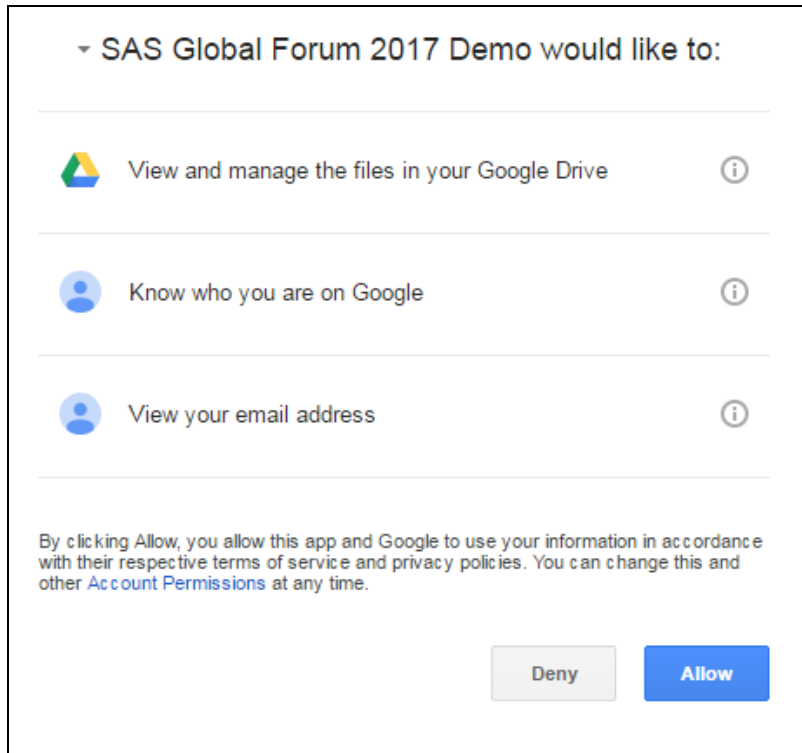 SAS Global Forum 2017 Demo would like to:
View and manage the files in your Google Drive
Know who you are on Google
View your email address
By clicking Allow, you allow this app and Google to use your information in accordance
with their respective terms of service and privacy policies. You can change this and
other Account Permissions at any time.
Deny
Allow